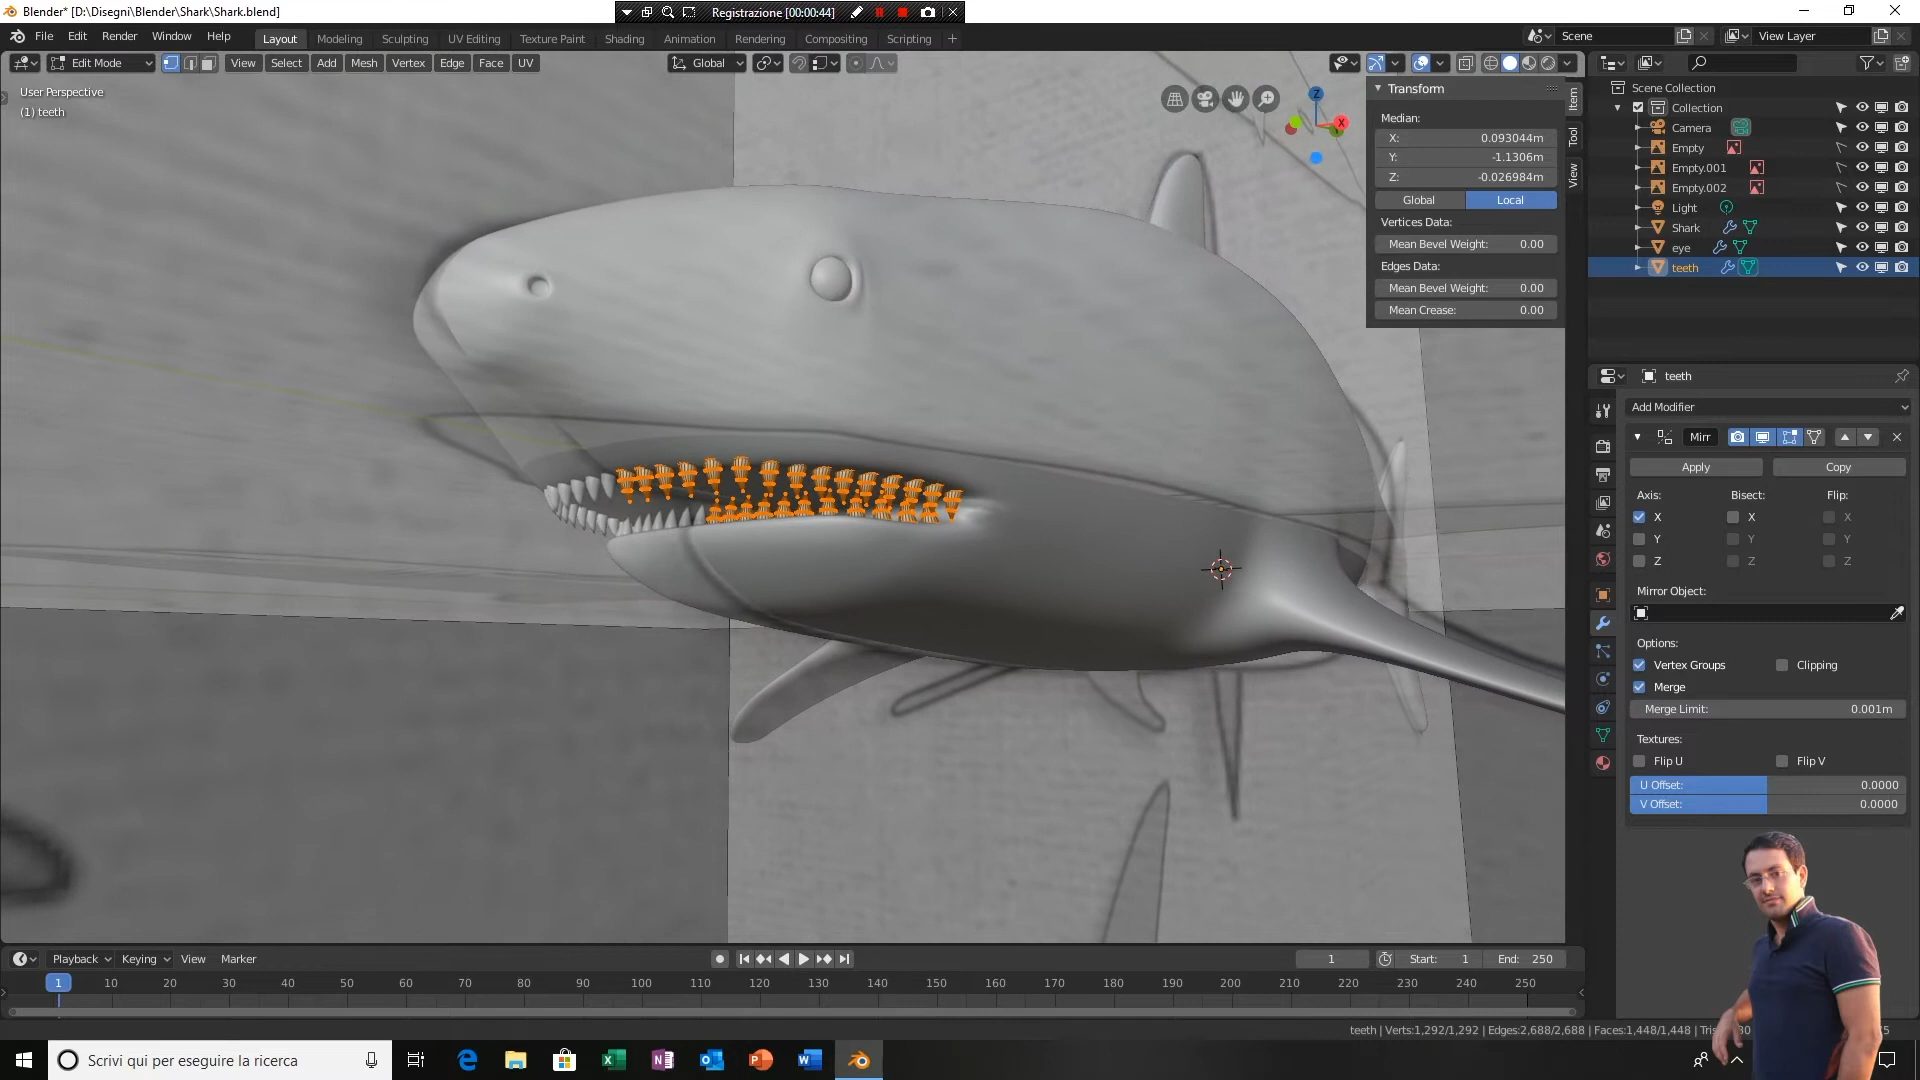 Blender* [D:\Disegni\Blender\Shark\Shark.blend]
Registrazione [00:00:44]
File Edit Render Window Help
Layout Modeling Sculpting UV Editing Texture Paint Shading Animation Rendering Compositing Scripting +
Scene
View Layer
Edit Mode
View Select Add Mesh Vertex Edge Face UV
Global
User Perspective
(1) teeth
Z
X
Transform
Median:
X: 0.093044m
Y: -1.1306m
Z: -0.026984m
Global Local
Vertices Data:
Mean Bevel Weight: 0.00
Edges Data:
Mean Bevel Weight: 0.00
Mean Crease: 0.00
Item
Tool
View
Scene Collection
Collection
Camera
Empty
Empty.001
Empty.002
Light
Shark
eye
teeth
teeth
Add Modifier
Mirr
Apply Copy
Axis: Bisect: Flip:
X X X
Y Y Y
Z Z Z
Mirror Object:
Options:
Vertex Groups Clipping
Merge
Merge Limit: 0.001m
Textures:
Flip U Flip V
U Offset: 0.0000
V Offset: 0.0000
Playback Keying View Marker
1
Start: 1 End: 250
1 10 20 30 40 50 60 70 80 90 100 110 120 130 140 150 160 170 180 190 200 210 220 230 240 250
teeth | Verts:1,292/1,292 | Edges:2,688/2,688 | Faces:1,448/1,448 | Tris
Scrivi qui per eseguire la ricerca